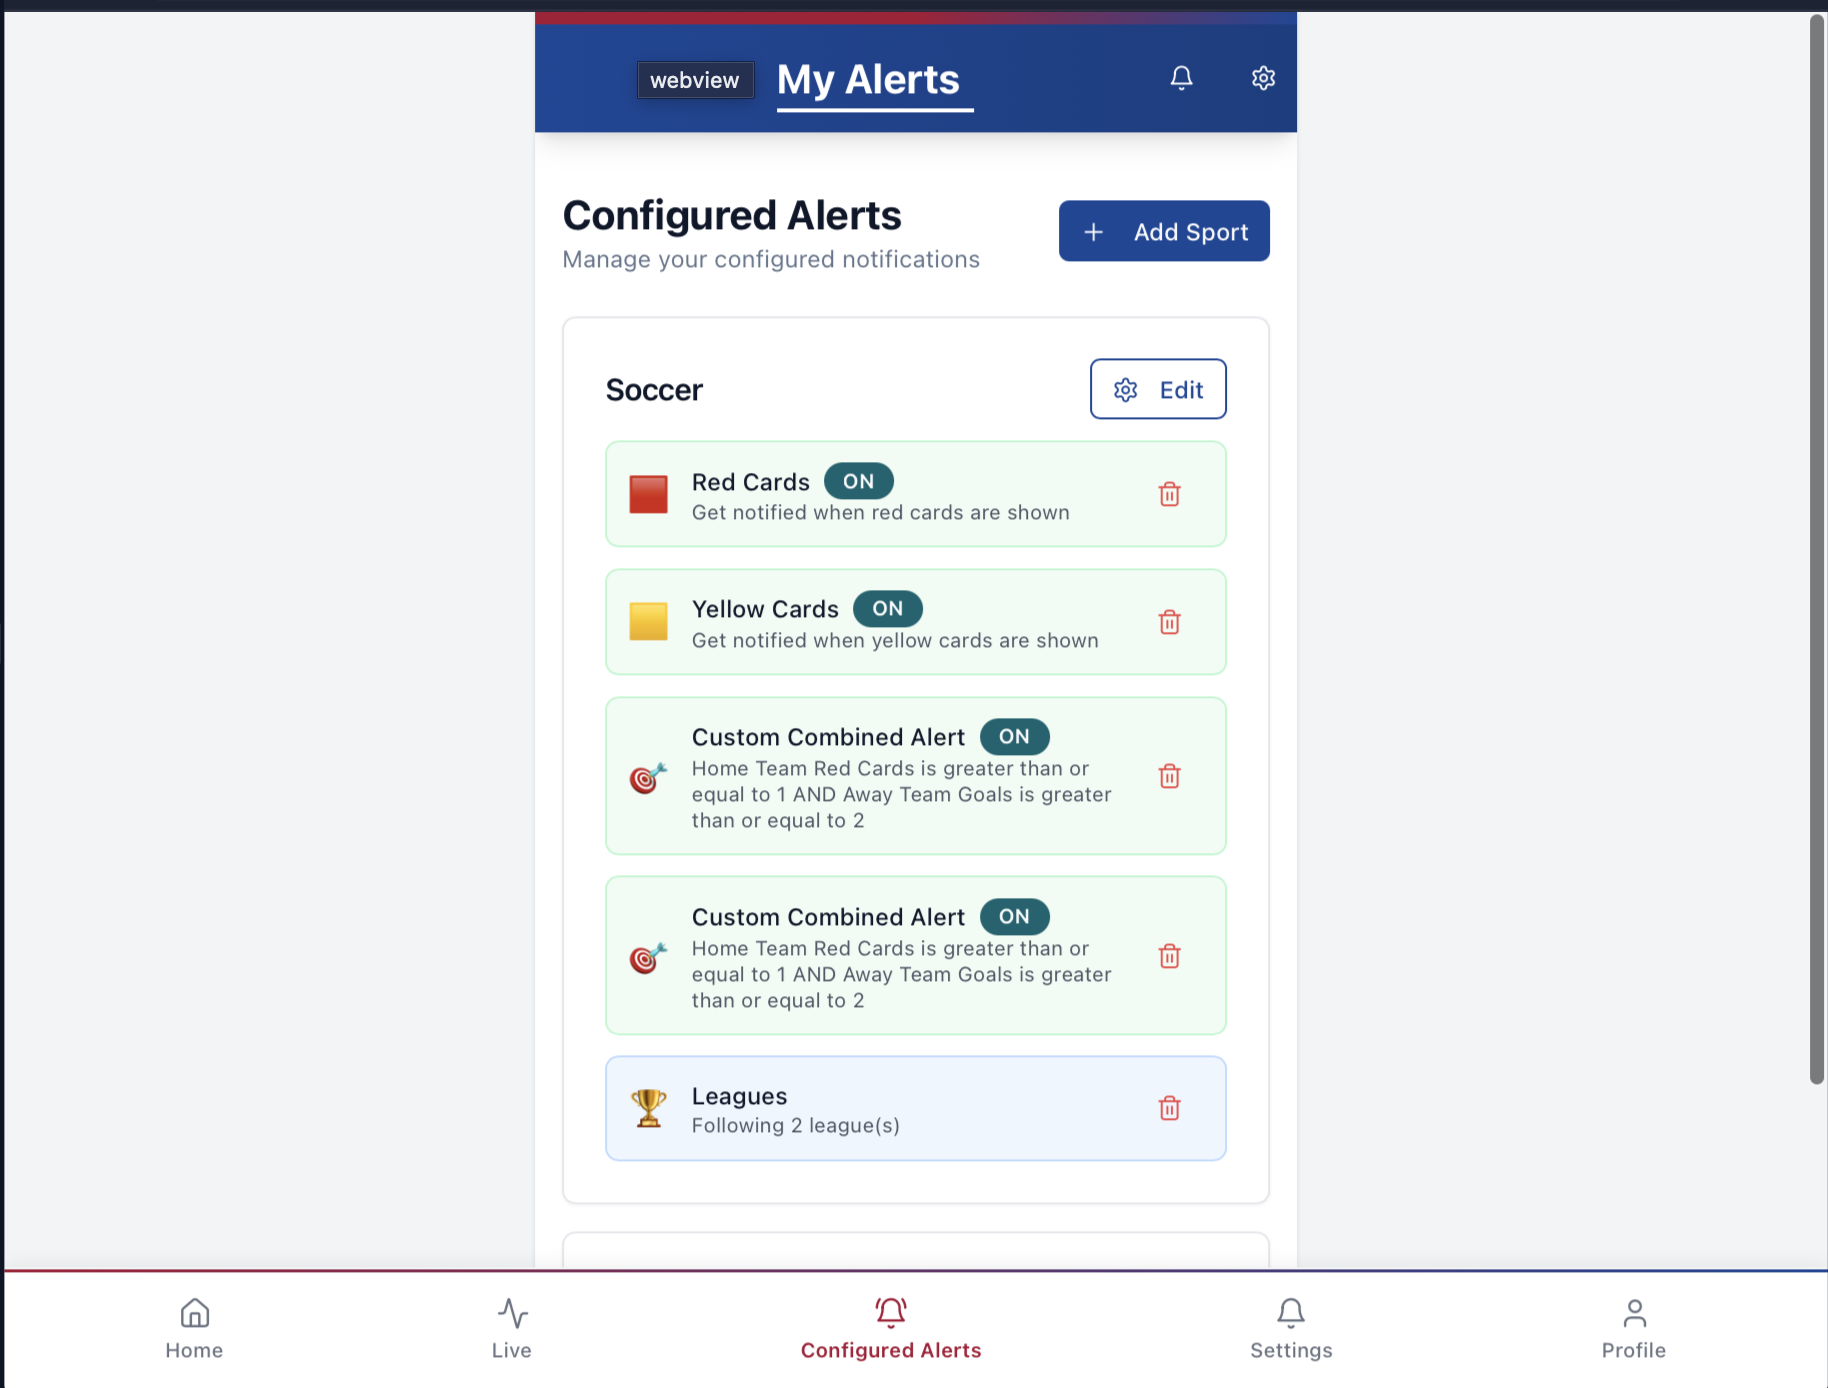 webview
My Alerts
Configured Alerts
Manage your configured notifications
Add Sport
Soccer
Edit
Red Cards ON
Get notified when red cards are shown
Yellow Cards ON
Get notified when yellow cards are shown
Custom Combined Alert ON
Home Team Red Cards is greater than or
equal to 1 AND Away Team Goals is greater
than or equal to 2
Custom Combined Alert ON
Home Team Red Cards is greater than or
equal to 1 AND Away Team Goals is greater
than or equal to 2
Leagues
Following 2 league(s)
Home
Live
Configured Alerts
Settings
Profile